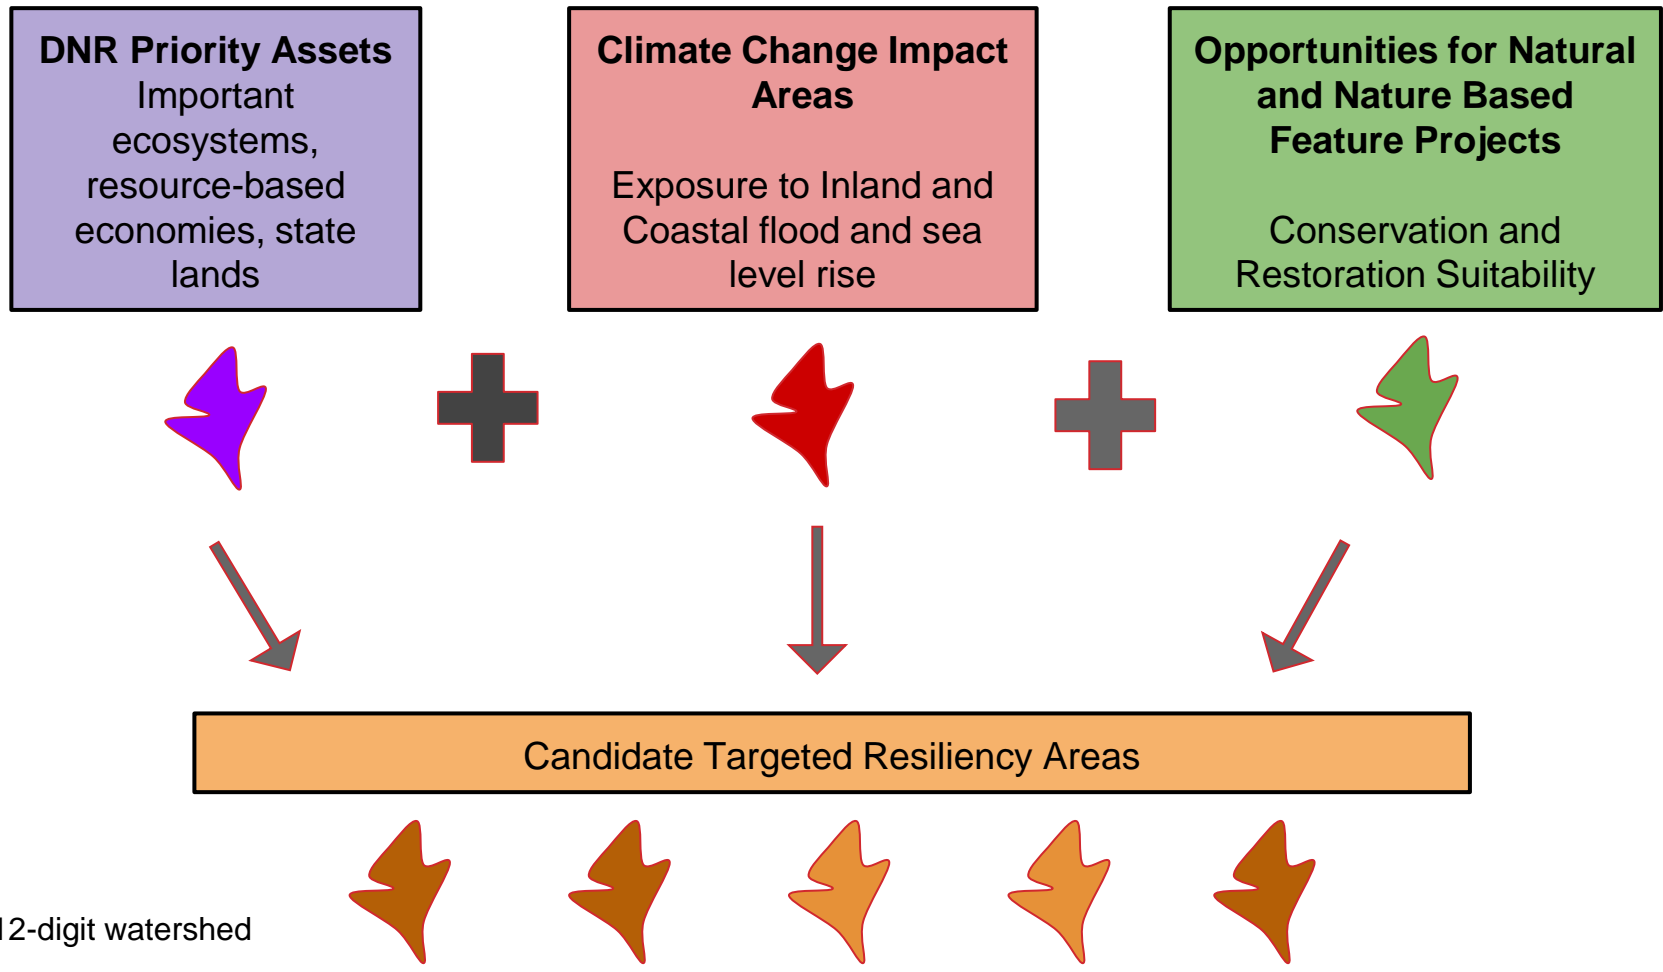 DNR Priority Assets
Important
ecosystems,
resource-based
economies, state
lands
Climate Change Impact
Areas
Exposure to Inland and
Coastal flood and sea
level rise
Opportunities for Natural
and Nature Based
Feature Projects
Conservation and
Restoration Suitability
Candidate Targeted Resiliency Areas
12-digit watershed